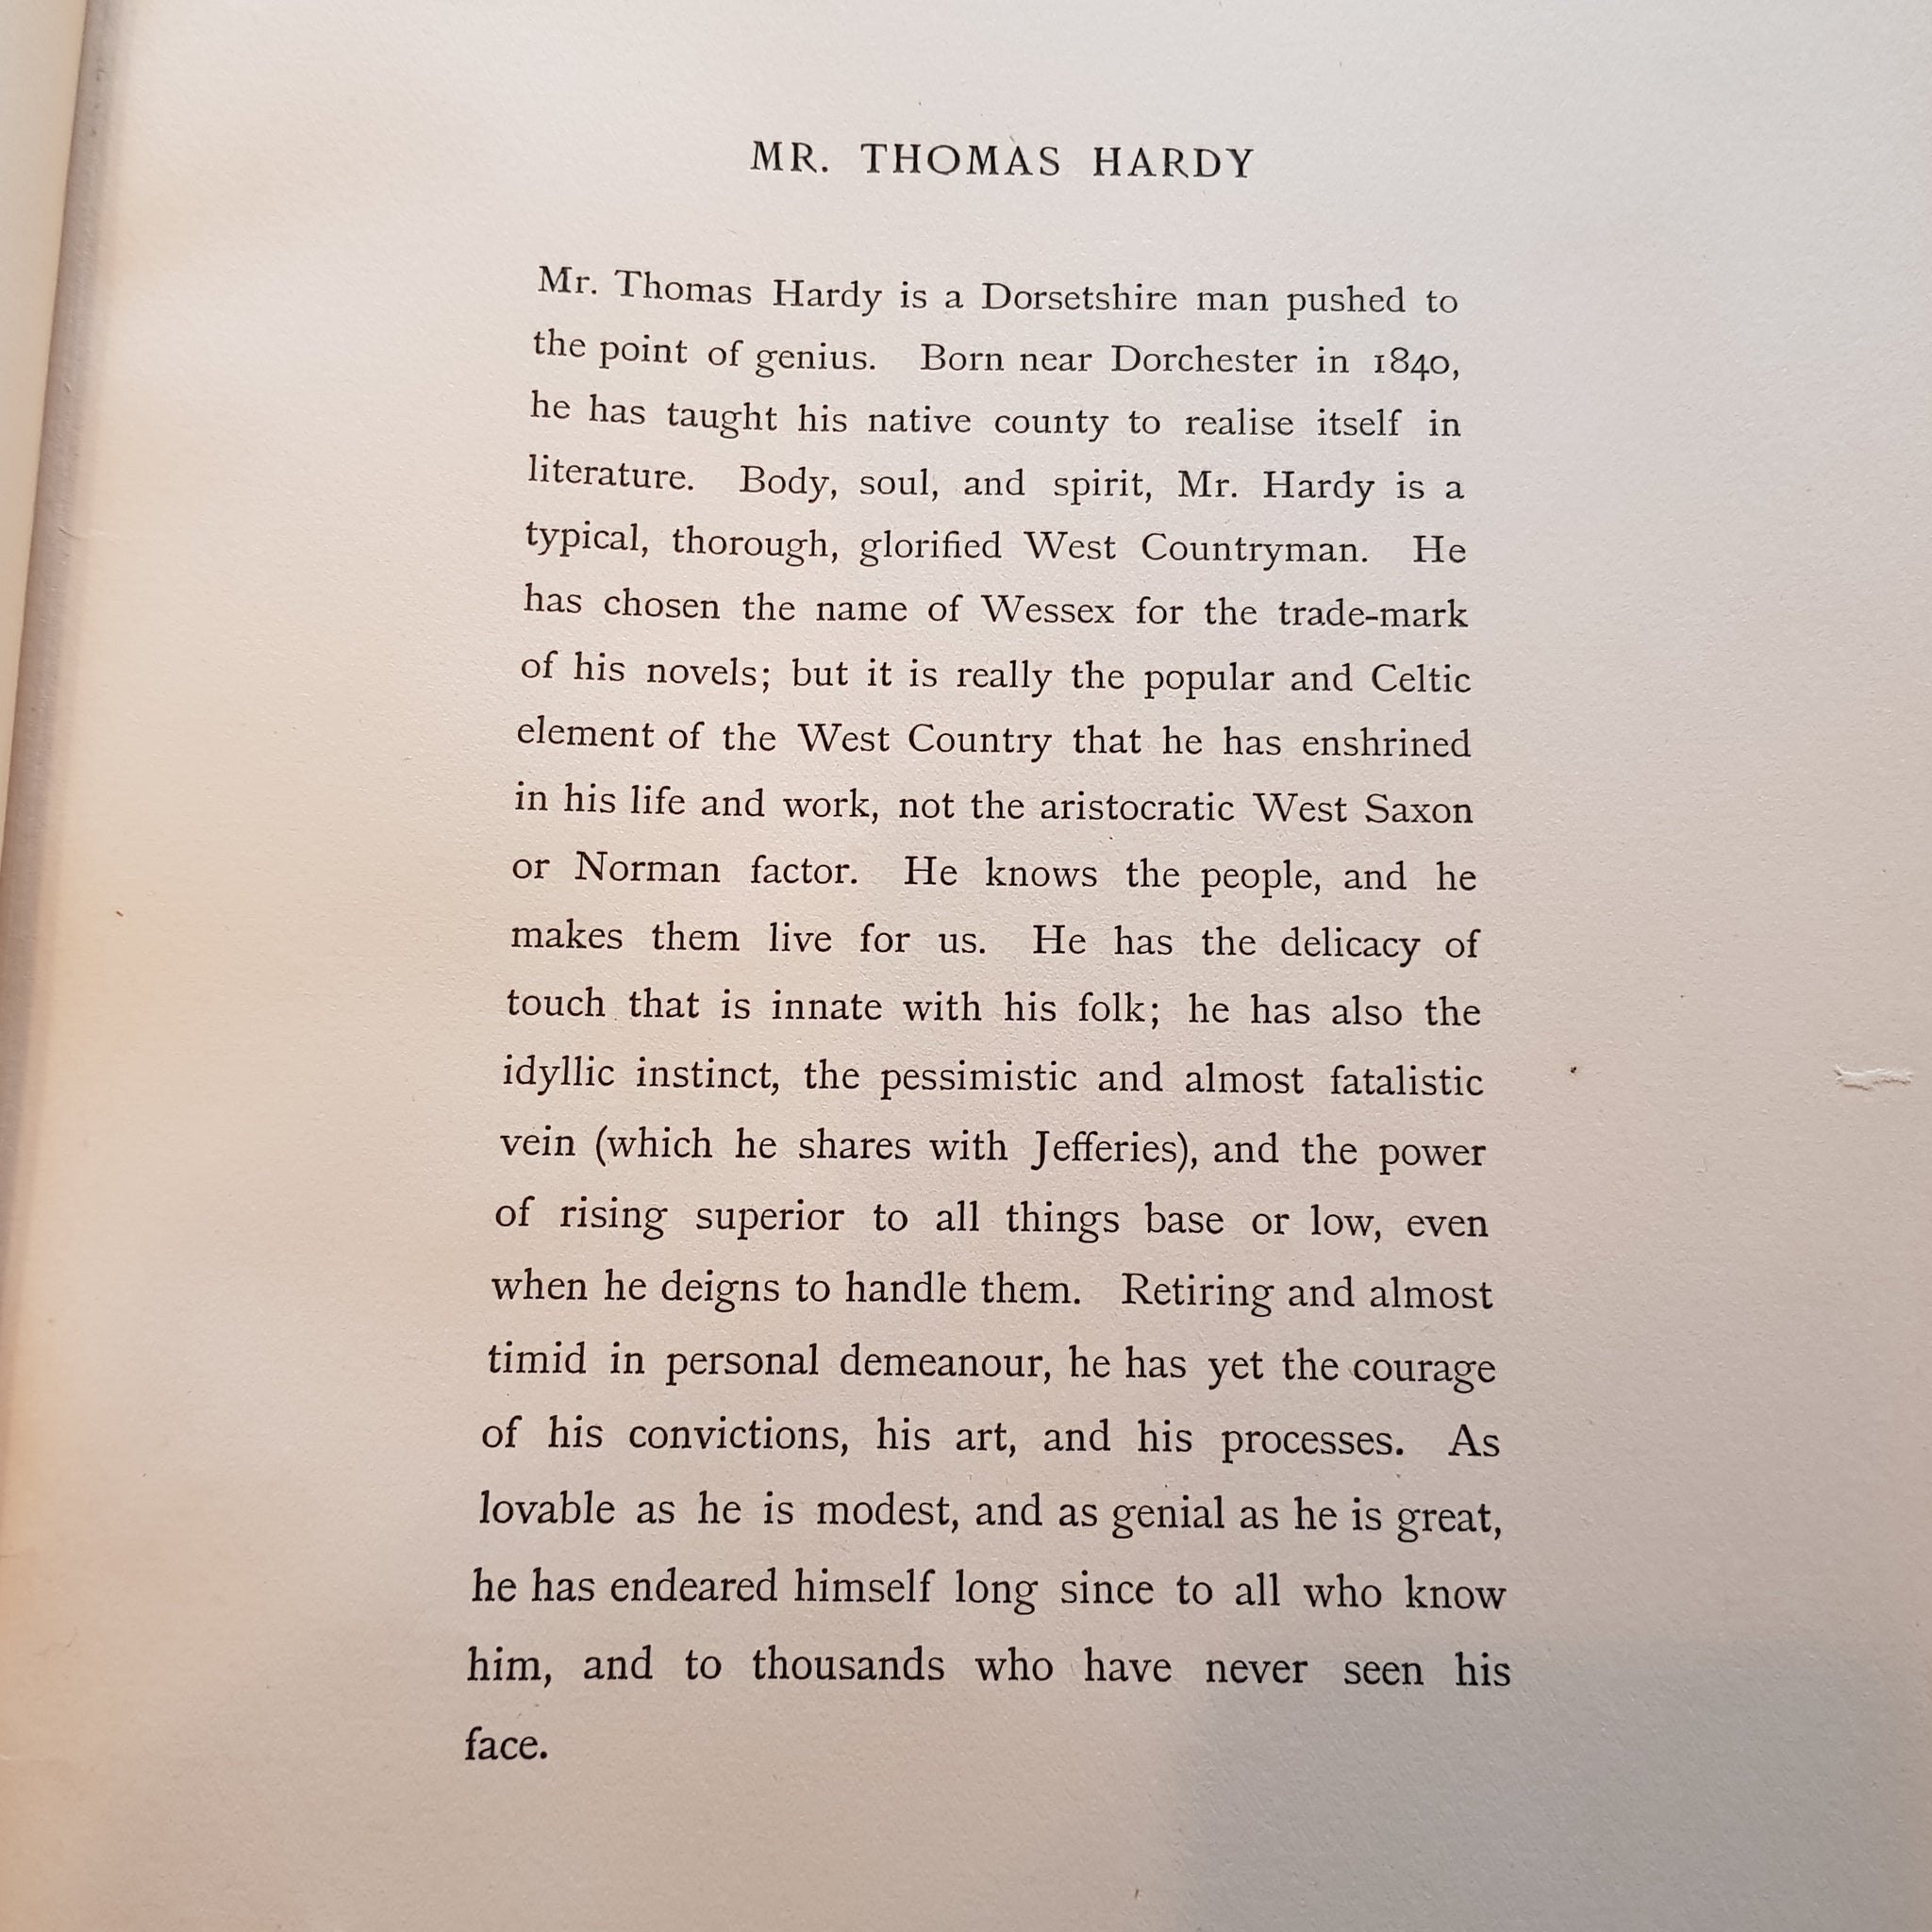 MR. THOMAS HARDY
Mr. Thomas Hardy is a Dorsetshire man pushed to
the point of genius. Born near Dorchester in 1840,
he has taught his native county to realise itself in
literature. Body, soul, and spirit, Mr. Hardy is a
typical, thorough, glorified West Countryman. He
has chosen the name of Wessex for the trade-mark
of his novels; but it is really the popular and Celtic
element of the West Country that he has enshrined
in his life and work, not the aristocratic West Saxon
or Norman factor. He knows the people, and he
makes them live for us. He has the delicacy of
touch that is innate with his folk; he has also the
idyllic instinct, the pessimistic and almost fatalistic
vein (which he shares with Jefferies), and the power
of rising superior to all things base or low, even
when he deigns to handle them. Retiring and almost
timid in personal demeanour, he has yet the courage
of his convictions, his art, and his processes. As
lovable as he is modest, and as genial as he is great,
he has endeared himself long since to all who know
him, and to thousands who have never seen his
face.